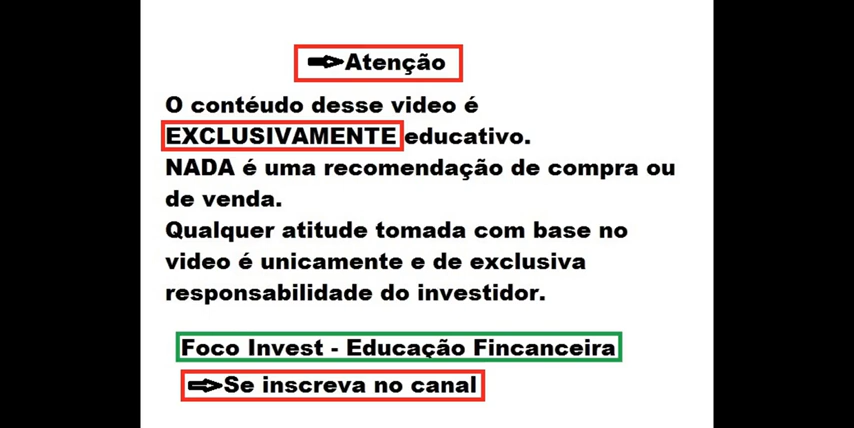 ⇨Atenção
O contéudo desse video é
EXCLUSIVAMENTE educativo.
NADA é uma recomendação de compra ou
de venda.
Qualquer atitude tomada com base no
video é unicamente e de exclusiva
responsabilidade do investidor.
Foco Invest - Educação Fincanceira
⇨Se inscreva no canal